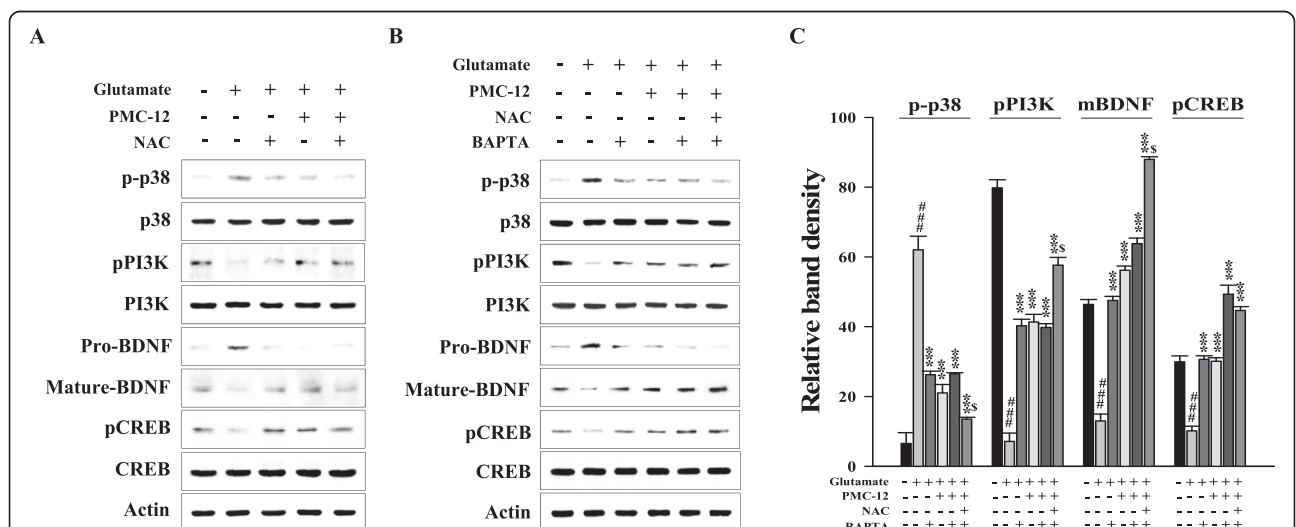 A
Glutamate - + + + +
PMC-12 - - - + +
NAC - - + - +
p-p38
p38
pPI3K
PI3K
Pro-BDNF
Mature-BDNF
pCREB
CREB
Actin
B
Glutamate - + + + + +
PMC-12 - - - + + +
NAC +
BAPTA - - + - + +
p-p38
p38
pPI3K
PI3K
Pro-BDNF
Mature-BDNF
pCREB
CREB
Actin
C
p-p38 pPI3K mBDNF pCREB
Relative band density
100
80
60
40
20
0
### *** *** *** ***$
### *** *** *** ***$
### *** *** *** ***$
### *** *** *** ***
Glutamate - + + + + + - + + + + + - + + + + + - + + + + +
PMC-12 - - - + + + - - - + + + - - - + + + - - - + + +
NAC - - - - - + - - - - - + - - - - - + - - - - - +
BAPTA - - + - + + - - + - + + - - + - + + - - + - + +